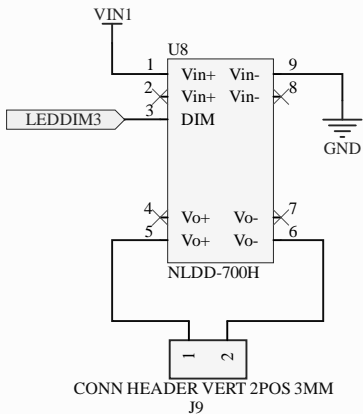 VIN1
U8
1 Vin+ Vin- 9
2 Vin+ Vin- 8
LEDDIM3 3 DIM
GND
4 Vo+ Vo- 7
5 Vo+ Vo- 6
NLDD-700H
1 2
CONN HEADER VERT 2POS 3MM
J9